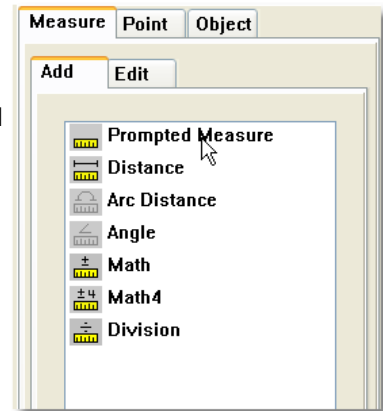 Measure Point Object
Add Edit
Prompted Measure
Distance
Arc Distance
Angle
Math
Math4
Division